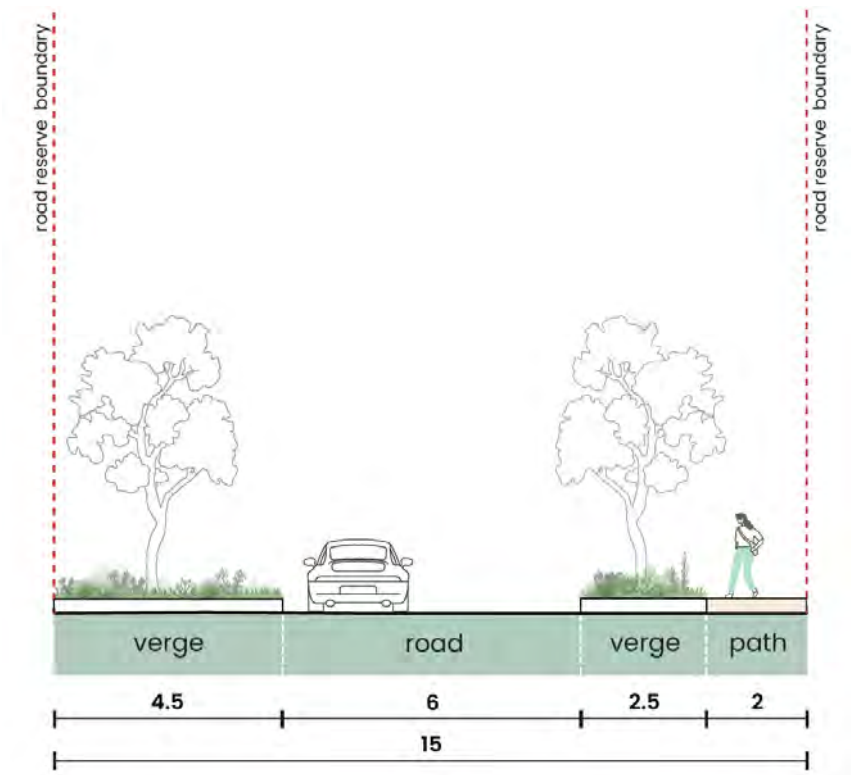 road reserve boundary
road reserve boundary
verge
road
verge
path
4.5
6
2.5
2
15